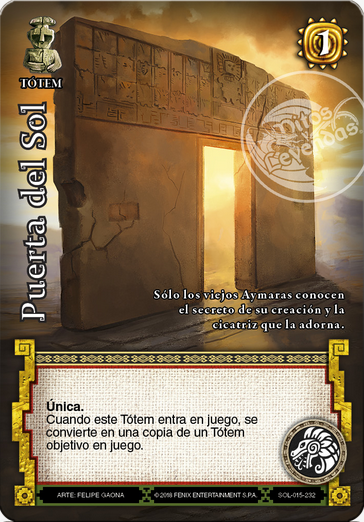 1
TÓTEM
Puerta del Sol
Mitos y
Leyendas
Sólo los viejos Aymaras conocen
el secreto de su creación y la
cicatriz que la adorna.
Única.
Cuando este Tótem entra en juego, se
convierte en una copia de un Tótem
objetivo en juego.
ARTE: FELIPE GAONA
©2018 FENIX ENTERTAINMENT S.P.A.
SOL-015-232